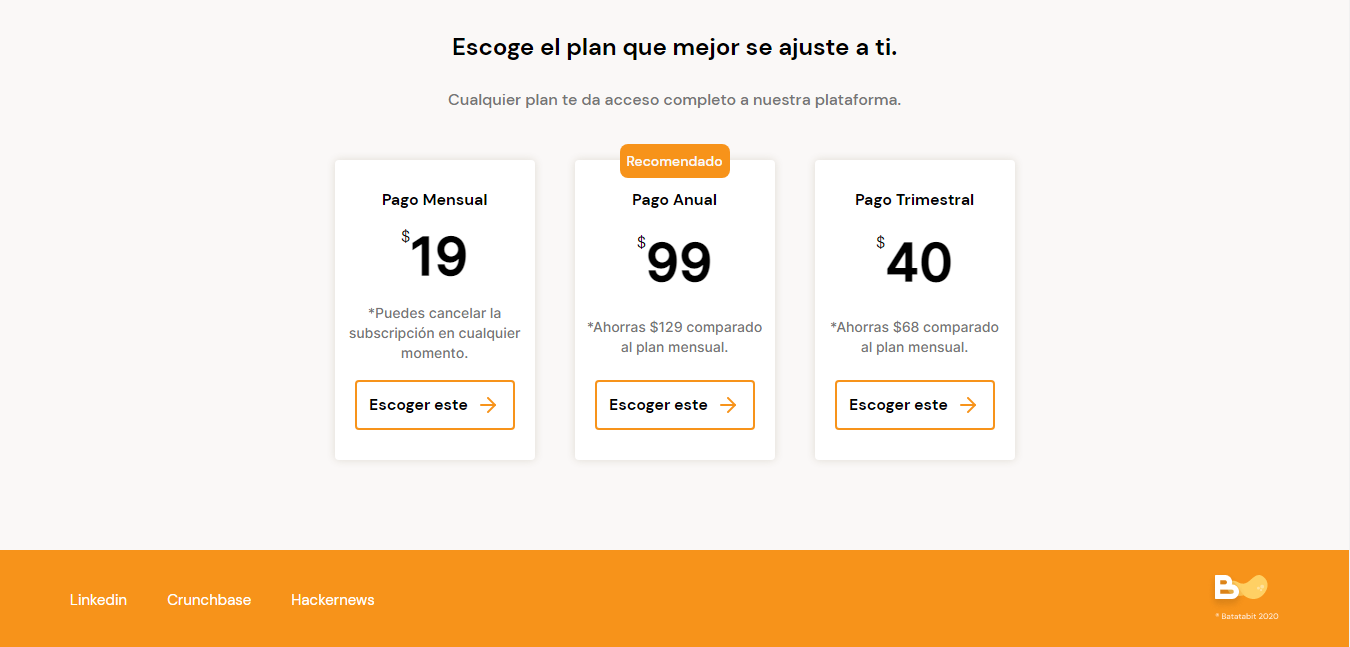 Escoge el plan que mejor se ajuste a ti.
Cualquier plan te da acceso completo a nuestra plataforma.
Pago Mensual
$19
*Puedes cancelar la
subscripción en cualquier
momento.
Escoger este
Recomendado
Pago Anual
$99
*Ahorras $129 comparado
al plan mensual.
Escoger este
Pago Trimestral
$40
*Ahorras $68 comparado
al plan mensual.
Escoger este
Linkedin
Crunchbase
Hackernews
B
® Batatabit 2020